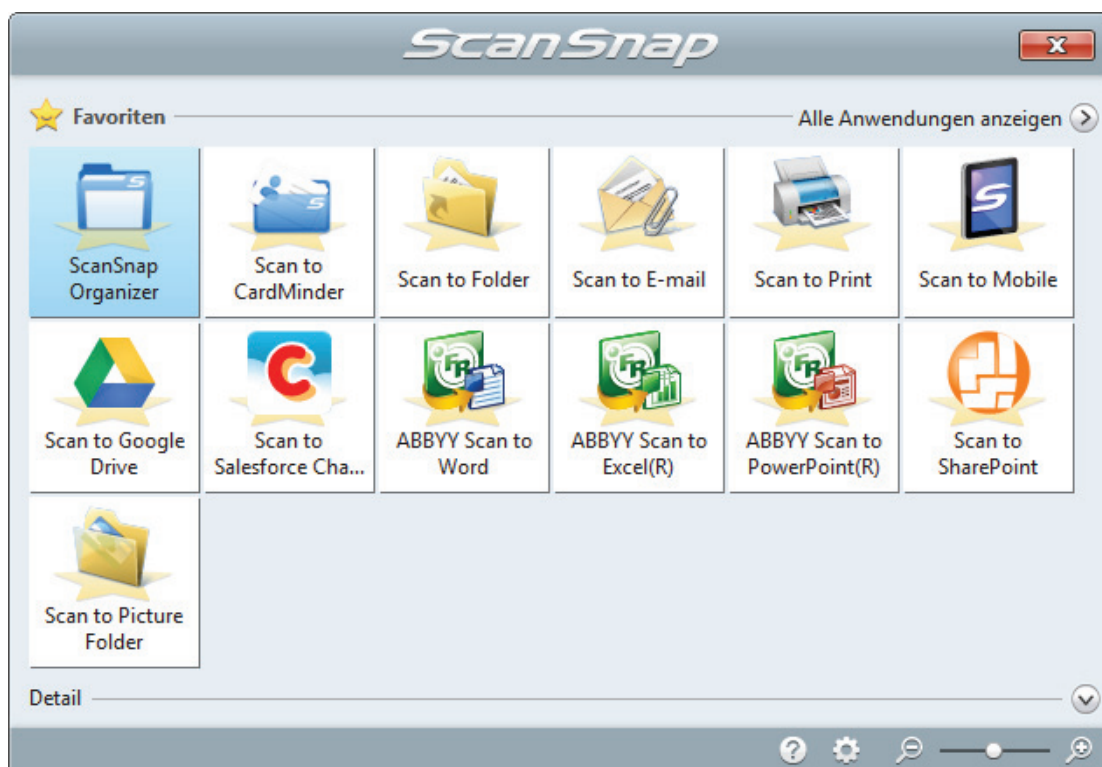 ScanSnap
Favoriten
Alle Anwendungen anzeigen
ScanSnap
Organizer
Scan to
CardMinder
Scan to Folder
Scan to E-mail
Scan to Print
Scan to Mobile
Scan to Google
Drive
Scan to
Salesforce Cha...
ABBYY Scan to
Word
ABBYY Scan to
Excel(R)
ABBYY Scan to
PowerPoint(R)
Scan to
SharePoint
Scan to Picture
Folder
Detail